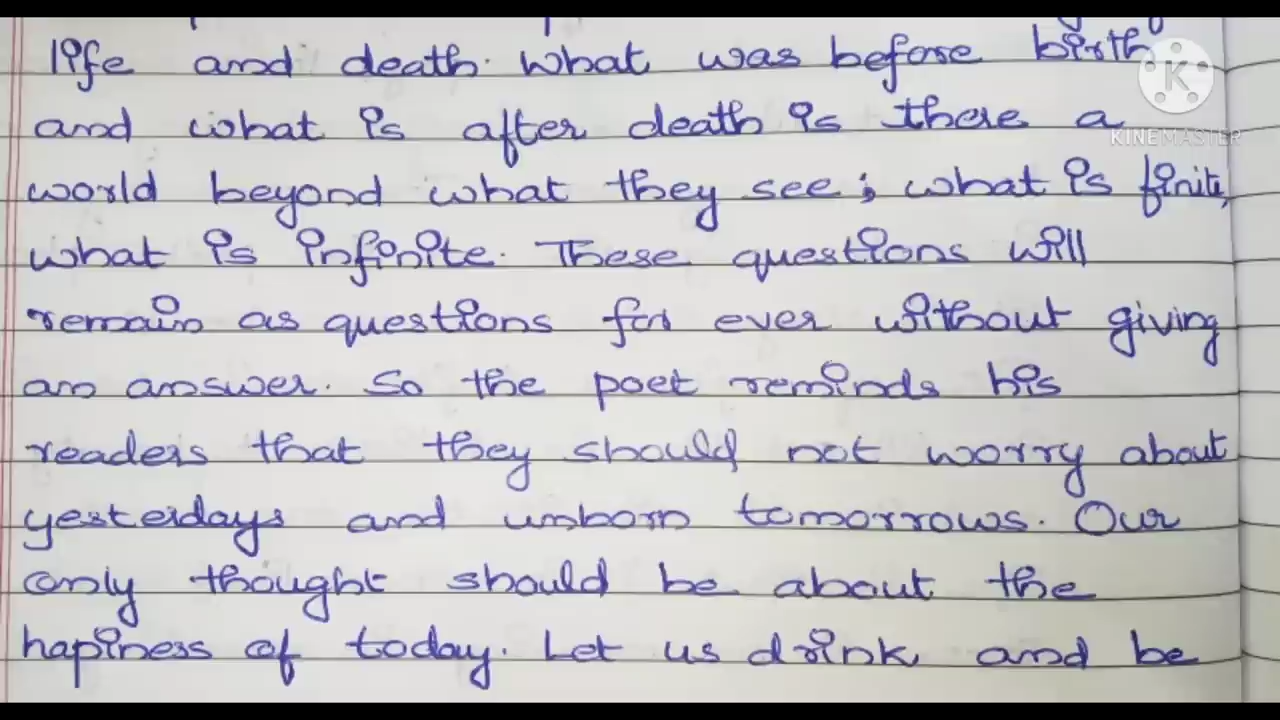 life and death. what was before birth
and what is after death is there a
world beyond what they see; what is finite,
what is infinite. These questions will
remain as questions for ever without giving
an answer. So the poet reminds his
readers that they should not worry about
yesterdays and unborn tomorrows. Our
only thought should be about the
hapiness of today. Let us drink and be
K
KINEMASTER